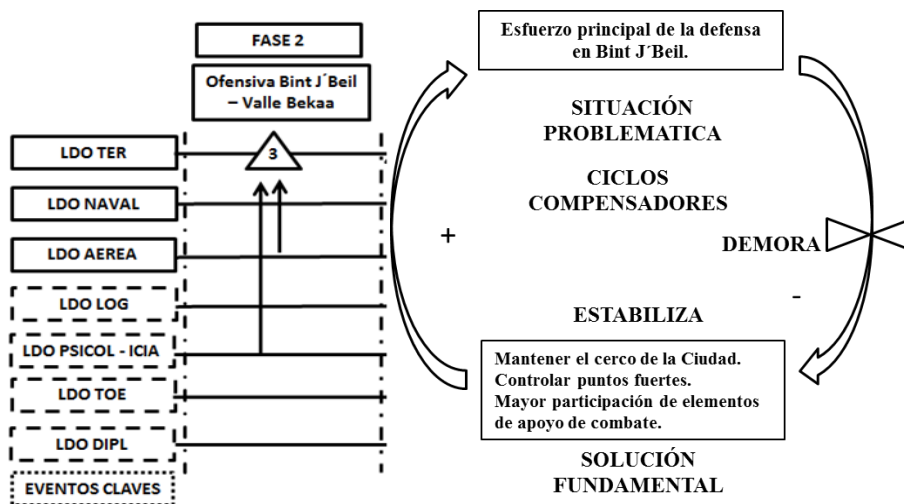 FASE 2
Ofensiva Bint J´Beil
– Valle Bekaa
LDO TER
3
LDO NAVAL
LDO AEREA
LDO LOG
LDO PSICOL - ICIA
LDO TOE
LDO DIPL
EVENTOS CLAVES
Esfuerzo principal de la defensa
en Bint J´Beil.
SITUACIÓN
PROBLEMATICA
CICLOS
COMPENSADORES
+
DEMORA
-
ESTABILIZA
Mantener el cerco de la Ciudad.
Controlar puntos fuertes.
Mayor participación de elementos
de apoyo de combate.
SOLUCIÓN
FUNDAMENTAL